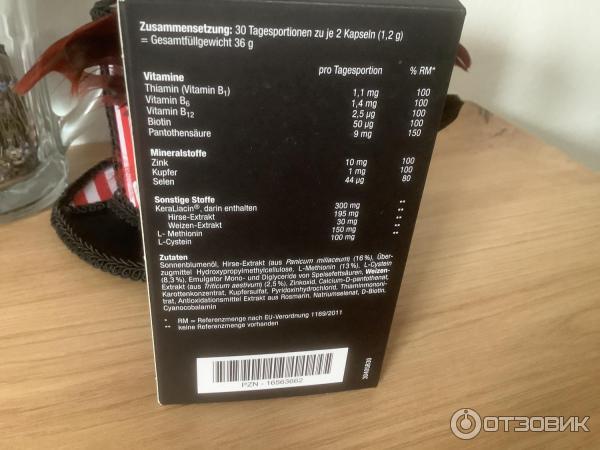 Zusammensetzung: 30 Tagesportionen zu je 2 Kapseln (1,2 g)
= Gesamtfüllgewicht 36 g
pro Tagesportion % RM*
Vitamine
Thiamin (Vitamin B1) 1,1 mg 100
Vitamin B6 1,4 mg 100
Vitamin B12 2,5 µg 100
Biotin 50 µg 100
Pantothensäure 9 mg 150
Mineralstoffe
Zink 10 mg 100
Kupfer 1 mg 100
Selen 44 µg 80
Sonstige Stoffe
KeraLiacin®, darin enthalten 300 mg **
Hirse-Extrakt 195 mg **
Weizen-Extrakt 30 mg **
L- Methionin 150 mg **
L-Cystein 100 mg **
Zutaten
Sonnenblumenöl, Hirse-Extrakt (aus Panicum miliaceum) (16 %), Über-
zugmittel Hydroxypropylmethylcellulose, L-Methionin (13 %), L-Cystein
(8,3 %), Emulgator Mono- und Diglyceride von Speisefettsäuren, Weizen-
Extrakt (aus Triticum aestivum) (2,5 %), Zinkoxid, Calcium-D-pantothenat,
Karottenkonzentrat, Kupfersulfat, Pyridoxinhydrochlorid, Thiaminmononi-
trat, Antioxidationsmittel Extrakt aus Rosmarin, Natriumselenat, D-Biotin,
Cyanocobalamin
* RM = Referenzmenge nach EU-Verordnung 1169/2011
** keine Referenzmenge vorhanden
PZN - 16563662
ОТЗОВИК